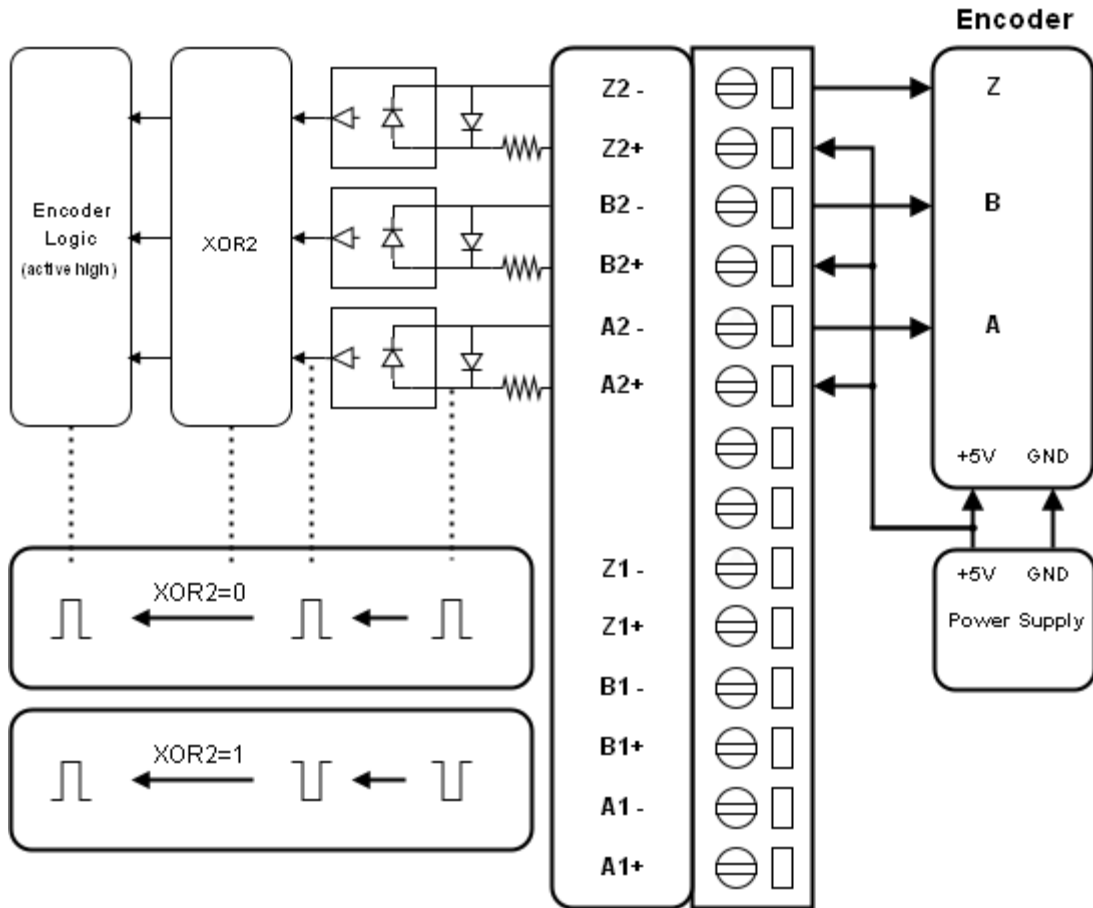 Encoder
Encoder
Logic
(active high)
XOR2
Z2 -
Z2+
B2 -
B2+
A2 -
A2+
Z1 -
Z1+
B1 -
B1+
A1 -
A1+
Z
B
A
+5V GND
+5V GND
Power Supply
XOR2=0
XOR2=1